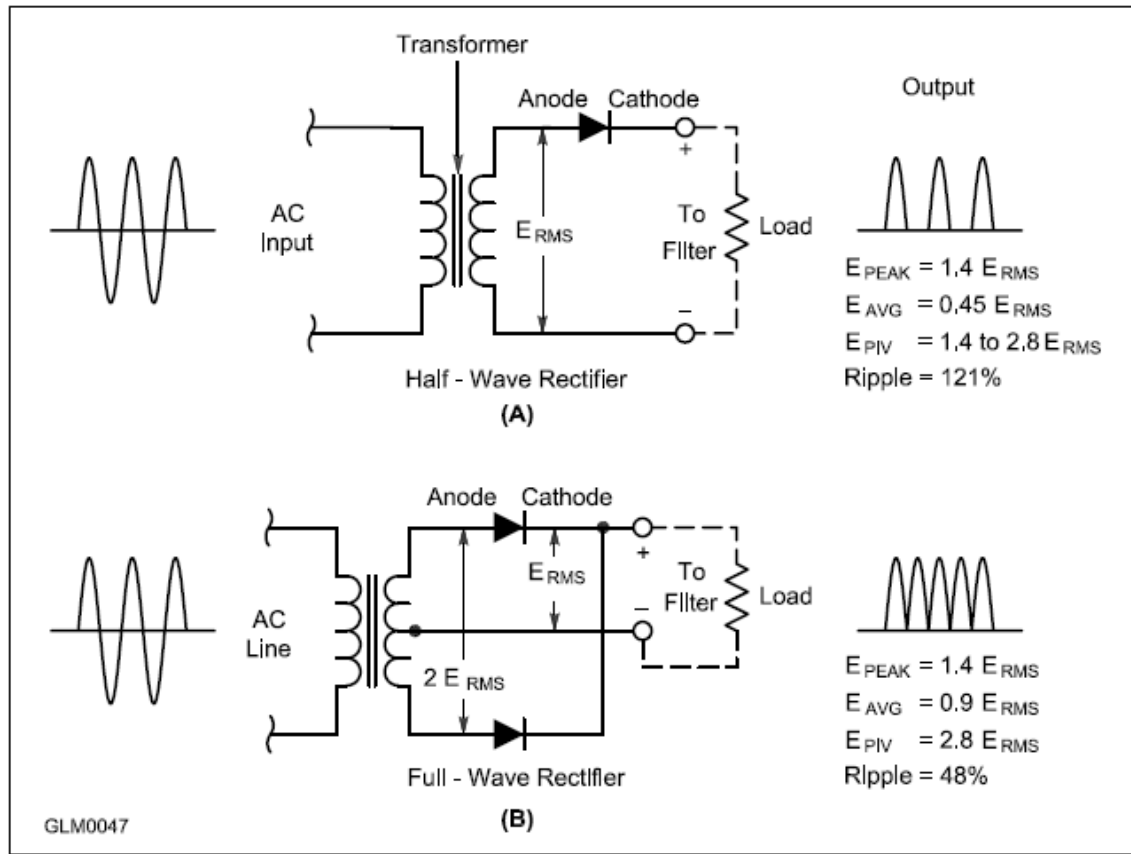 Transformer
Anode Cathode
Output
AC
Input
E RMS
+
−
To
Filter
Load
E PEAK = 1.4 E RMS
E AVG = 0.45 E RMS
E PIV = 1.4 to 2.8 E RMS
Ripple = 121%
Half - Wave Rectifier
(A)
Anode Cathode
AC
Line
E RMS
2 E RMS
+
−
To
Filter
Load
E PEAK = 1.4 E RMS
E AVG = 0.9 E RMS
E PIV = 2.8 E RMS
Ripple = 48%
Full - Wave Rectifier
(B)
GLM0047